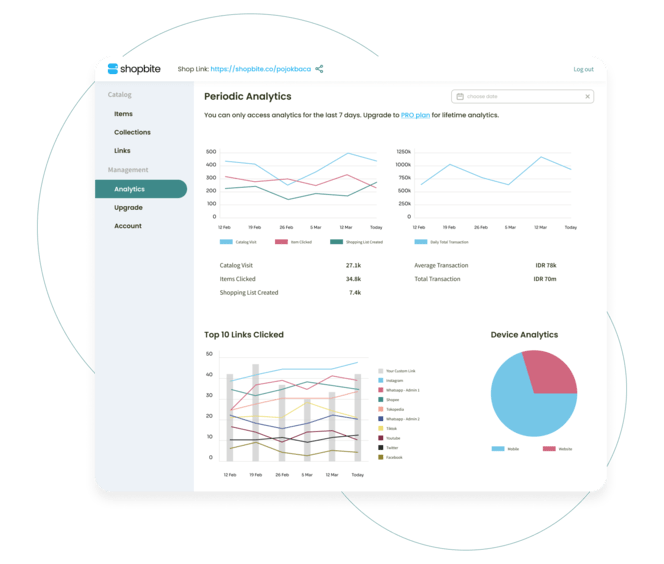 shopbite
Shop Link: https://shopbite.co/pojokbaca
Log out
Catalog
Items
Collections
Links
Management
Analytics
Upgrade
Account
Periodic Analytics
choose date
You can only access analytics for the last 7 days. Upgrade to PRO plan for lifetime analytics.
500
400
300
200
100
0
12 Feb 19 Feb 26 Feb 5 Mar 12 Mar Today
Catalog Visit Item Clicked Shopping List Created
1250k
1000k
750k
500k
250k
0
12 Feb 19 Feb 26 Feb 5 Mar 12 Mar Today
Daily Total Transaction
Catalog Visit 27.1k
Items Clicked 34.8k
Shopping List Created 7.4k
Average Transaction IDR 78k
Total Transaction IDR 70m
Top 10 Links Clicked
50
40
30
20
10
0
12 Feb 19 Feb 26 Feb 5 Mar 12 Mar Today
Your Custom Link
Instagram
Whatsapp - Admin 1
Shopee
Tokopedia
Whatsapp - Admin 2
Tiktok
Youtube
Twitter
Facebook
Device Analytics
Mobile Website